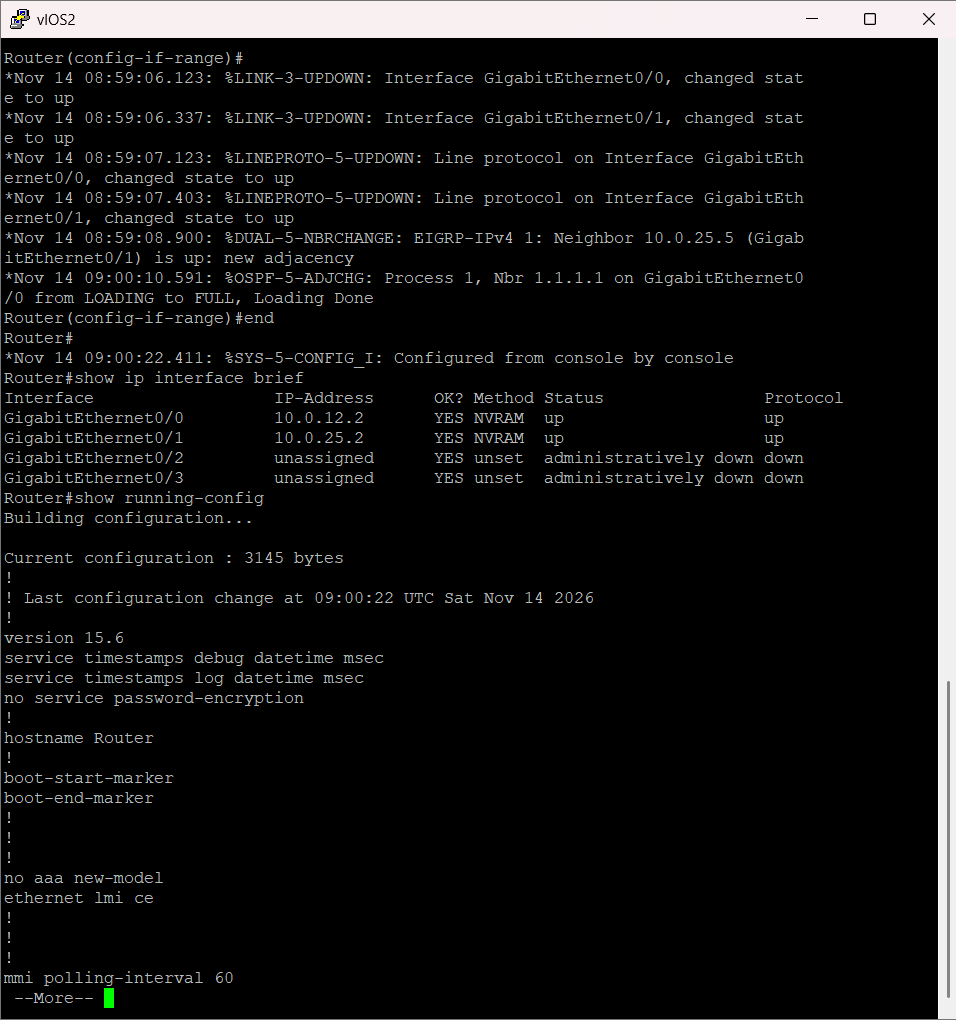 vIOS2
Router(config-if-range)#
*Nov 14 08:59:06.123: %LINK-3-UPDOWN: Interface GigabitEthernet0/0, changed stat
e to up
*Nov 14 08:59:06.337: %LINK-3-UPDOWN: Interface GigabitEthernet0/1, changed stat
e to up
*Nov 14 08:59:07.123: %LINEPROTO-5-UPDOWN: Line protocol on Interface GigabitEth
ernet0/0, changed state to up
*Nov 14 08:59:07.403: %LINEPROTO-5-UPDOWN: Line protocol on Interface GigabitEth
ernet0/1, changed state to up
*Nov 14 08:59:08.900: %DUAL-5-NBRCHANGE: EIGRP-IPv4 1: Neighbor 10.0.25.5 (Gigab
itEthernet0/1) is up: new adjacency
*Nov 14 09:00:10.591: %OSPF-5-ADJCHG: Process 1, Nbr 1.1.1.1 on GigabitEthernet0
/0 from LOADING to FULL, Loading Done
Router(config-if-range)#end
Router#
*Nov 14 09:00:22.411: %SYS-5-CONFIG_I: Configured from console by console
Router#show ip interface brief
Interface                  IP-Address      OK? Method Status                Protocol
GigabitEthernet0/0         10.0.12.2       YES NVRAM  up                    up
GigabitEthernet0/1         10.0.25.2       YES NVRAM  up                    up
GigabitEthernet0/2         unassigned      YES unset  administratively down down
GigabitEthernet0/3         unassigned      YES unset  administratively down down
Router#show running-config
Building configuration...

Current configuration : 3145 bytes
!
! Last configuration change at 09:00:22 UTC Sat Nov 14 2026
!
version 15.6
service timestamps debug datetime msec
service timestamps log datetime msec
no service password-encryption
!
hostname Router
!
boot-start-marker
boot-end-marker
!
!
!
no aaa new-model
ethernet lmi ce
!
!
!
mmi polling-interval 60
 --More--